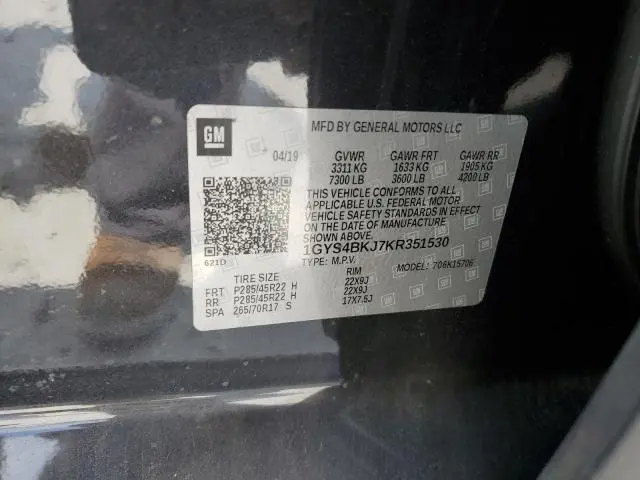 GM
MFD BY GENERAL MOTORS LLC
04/19 GVWR GAWR FRT GAWR RR
3311 KG 1633 KG 1905 KG
7300 LB 3600 LB 4200 LB
THIS VEHICLE CONFORMS TO ALL
APPLICABLE U.S. FEDERAL MOTOR
VEHICLE SAFETY STANDARDS IN EFFECT
ON THE DATE OF MANUFACTURE
SHOWN ABOVE.
1GYS4BKJ7KR351530
621D TYPE: M.P.V. MODEL: 706K15706
TIRE SIZE RIM
FRT P285/45R22 H 22X9J
RR P285/45R22 H 22X9J
SPA 265/70R17 S 17X7.5J